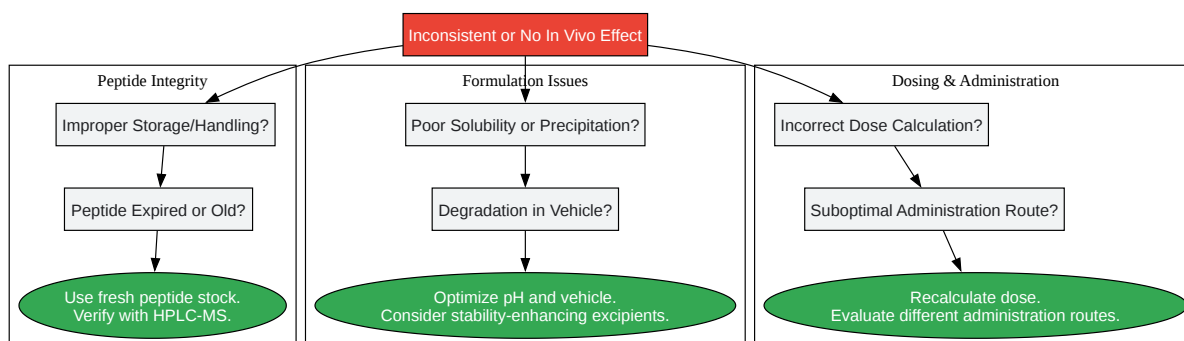 Inconsistent or No In Vivo Effect
Peptide Integrity
Improper Storage/Handling?
Peptide Expired or Old?
Use fresh peptide stock.
Verify with HPLC-MS.
Formulation Issues
Poor Solubility or Precipitation?
Degradation in Vehicle?
Optimize pH and vehicle.
Consider stability-enhancing excipients.
Dosing & Administration
Incorrect Dose Calculation?
Suboptimal Administration Route?
Recalculate dose.
Evaluate different administration routes.